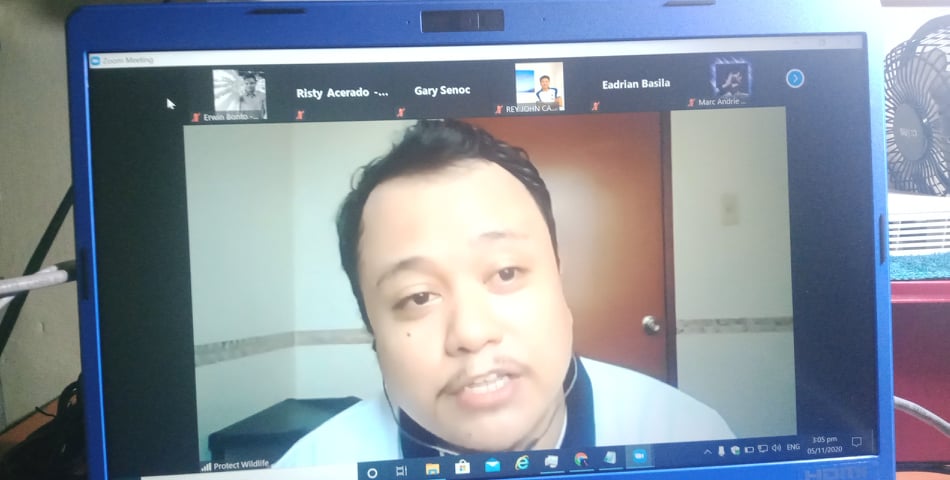 Zoom Meeting
Erwin Bonto -...
Risty Acerado -...
Gary Senoc
REY JOHN CA...
Eadrian Basila
Marc Andrie ...
Protect Wildlife
ENG
3:05 pm
05/11/2020